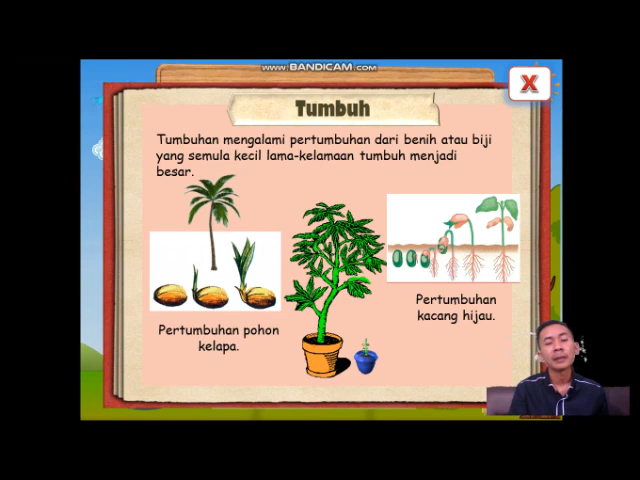 www.BANDICAM.com
X
Tumbuh
Tumbuhan mengalami pertumbuhan dari benih atau biji
yang semula kecil lama-kelamaan tumbuh menjadi
besar.
Pertumbuhan
kacang hijau.
Pertumbuhan pohon
kelapa.